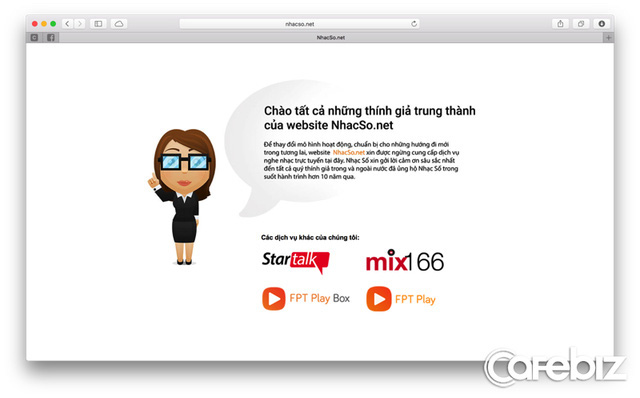 nhacso.net
NhacSo.net
Chào tất cả những thính giả trung thành
của website NhacSo.net
Để thay đổi mô hình hoạt động, chuẩn bị cho những hướng đi mới
trong tương lai, website NhacSo.net xin được ngừng cung cấp dịch vụ
nghe nhạc trực tuyến tại đây. Nhạc Số xin gởi lời cảm ơn sâu sắc nhất
đến tất cả quý thính giả trong và ngoài nước đã ủng hộ Nhạc Số trong
suốt hành trình hơn 10 năm qua.
Các dịch vụ khác của chúng tôi:
Startalk
mix166
FPT Play Box
FPT Play
Cafebiz